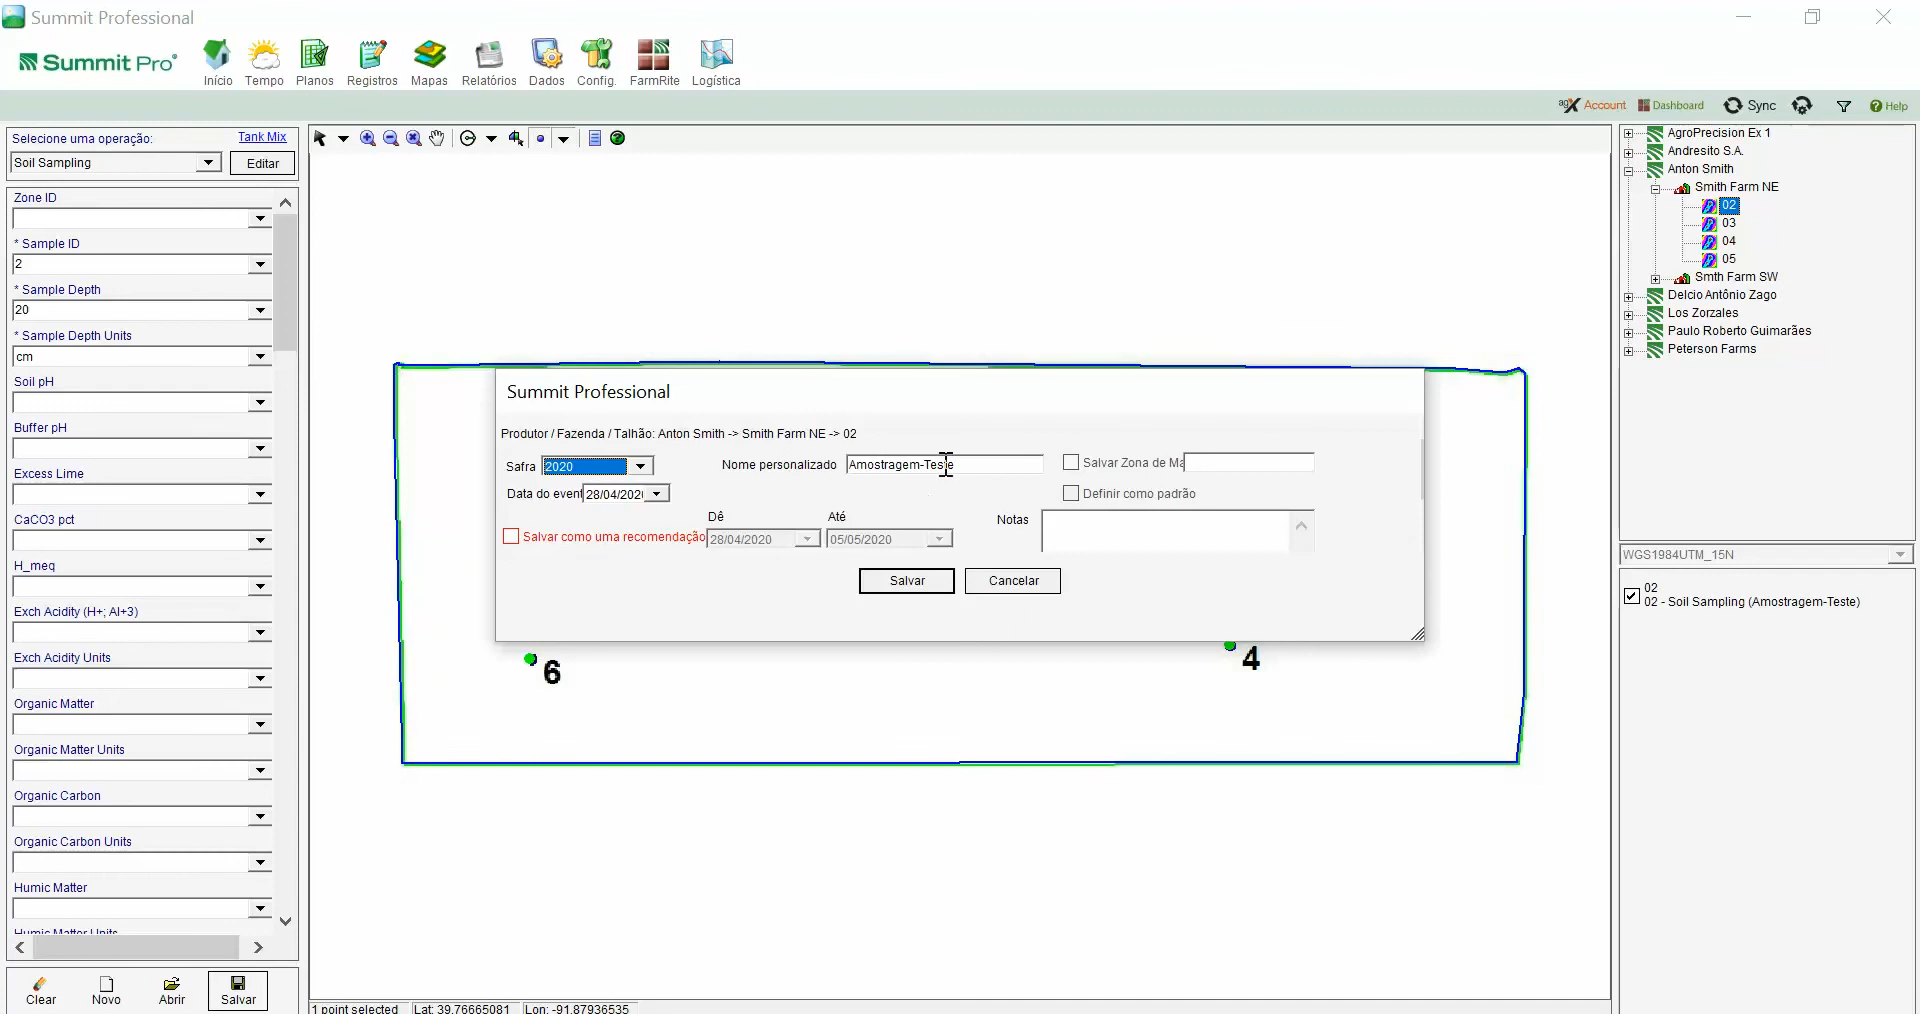 Summit Professional
Summit Pro
Início
Tempo
Planos
Registros
Mapas
Relatórios
Dados
Config.
FarmRite
Logística
agX Account
Dashboard
Sync
Help
Selecione uma operação:
Tank Mix
Soil Sampling
Editar
Zone ID
* Sample ID
2
* Sample Depth
20
* Sample Depth Units
cm
Soil pH
Buffer pH
Excess Lime
CaCO3 pct
H_meq
Exch Acidity (H+; Al+3)
Exch Acidity Units
Organic Matter
Organic Matter Units
Organic Carbon
Organic Carbon Units
Humic Matter
Humic Matter Units
Clear
Novo
Abrir
Salvar
Summit Professional
Produtor / Fazenda / Talhão: Anton Smith -> Smith Farm NE -> 02
Safra
2020
Nome personalizado
Amostragem-Teste
Salvar Zona de Ma
Data do event
28/04/202
Definir como padrão
Dê
Até
Notas
Salvar como uma recomendação
28/04/2020
05/05/2020
Salvar
Cancelar
6
4
1 point selected
Lat: 39.76665081
Lon: -91.87936535
AgroPrecision Ex 1
Andresito S.A.
Anton Smith
Smith Farm NE
02
03
04
05
Smth Farm SW
Delcio Antônio Zago
Los Zorzales
Paulo Roberto Guimarães
Peterson Farms
WGS1984UTM_15N
02
02 - Soil Sampling (Amostragem-Teste)